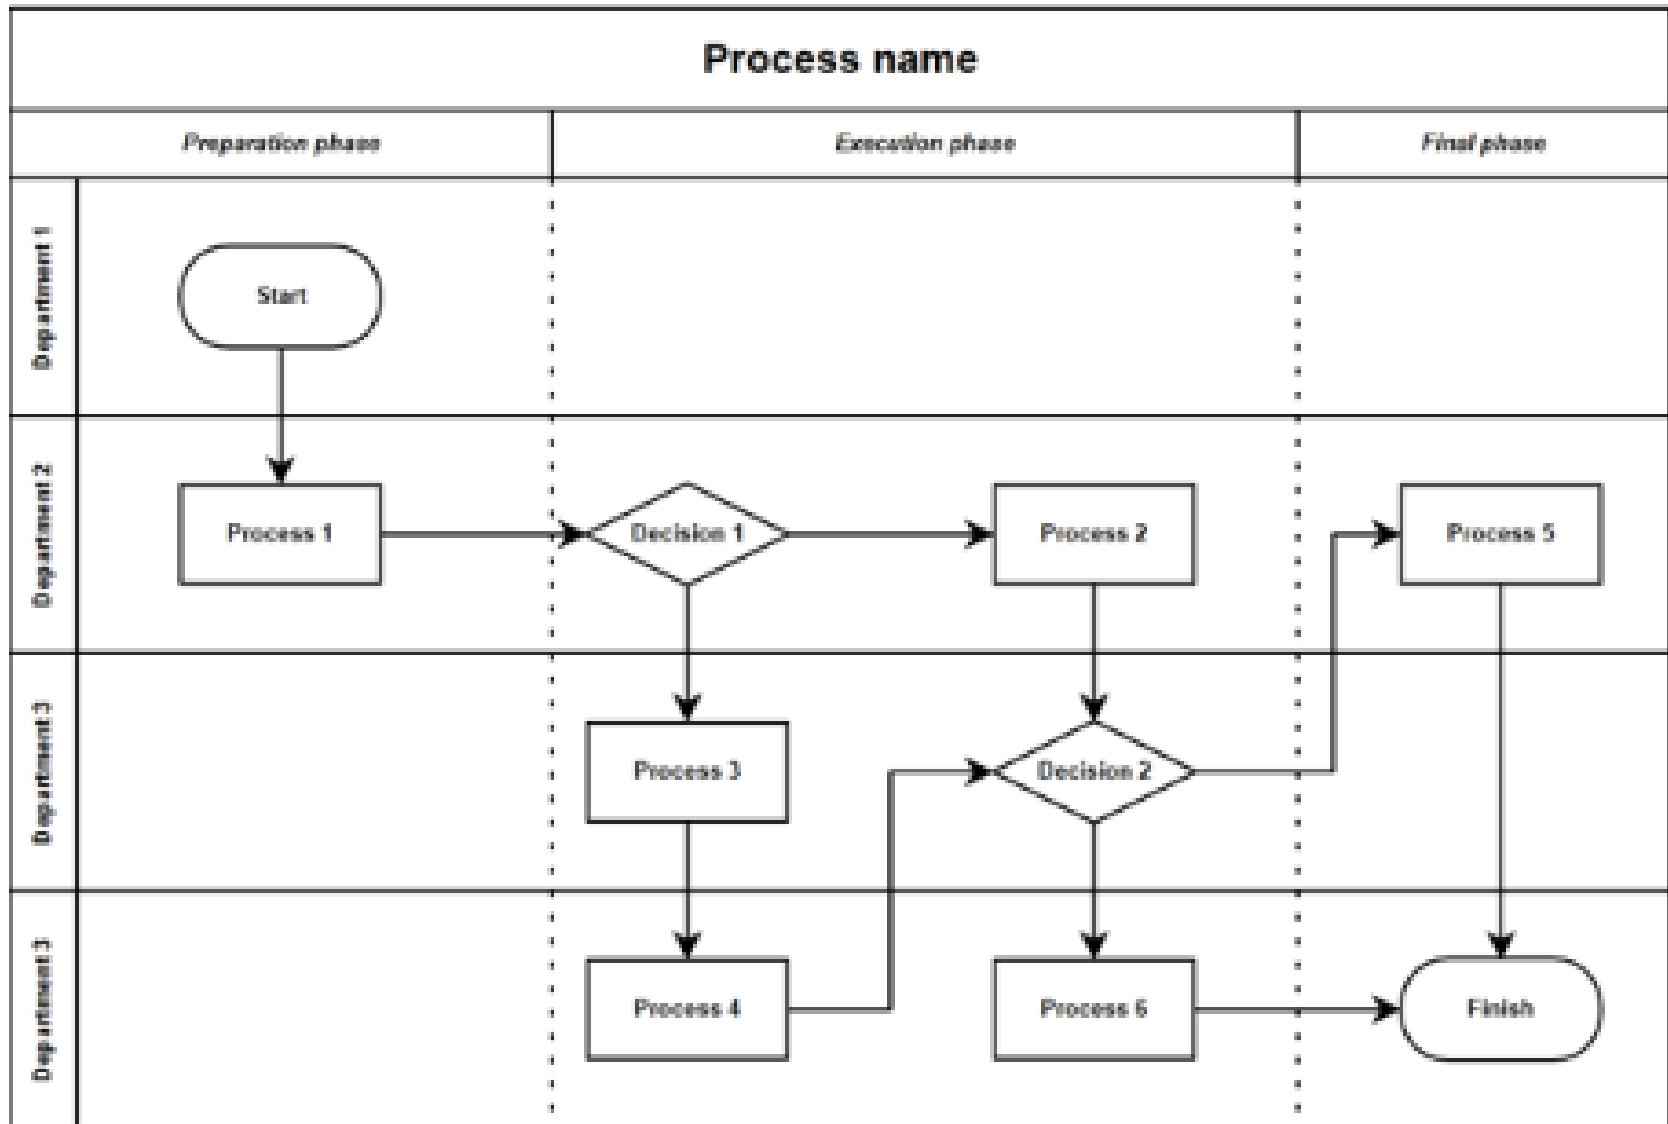 Process name
Preparation phase
Execution phase
Final phase
Department 1
Start
Department 2
Process 1
Decision 1
Process 2
Process 5
Department 3
Process 3
Decision 2
Department 3
Process 4
Process 6
Finish